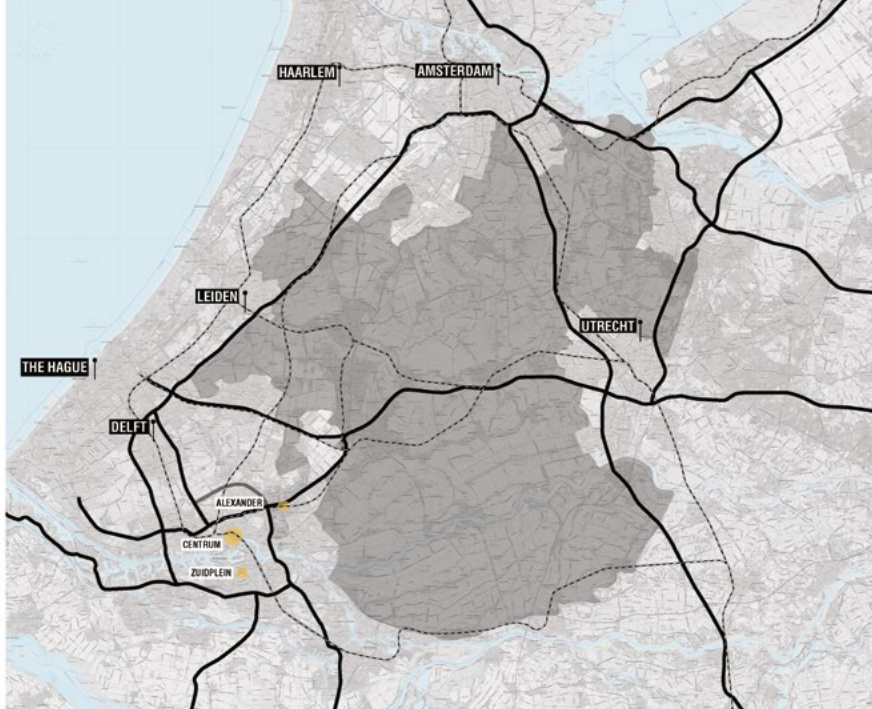 HAARLEM
AMSTERDAM
LEIDEN
UTRECHT
THE HAGUE
DELFT
ALEXANDER
CENTRUM
ZUIDPLEIN